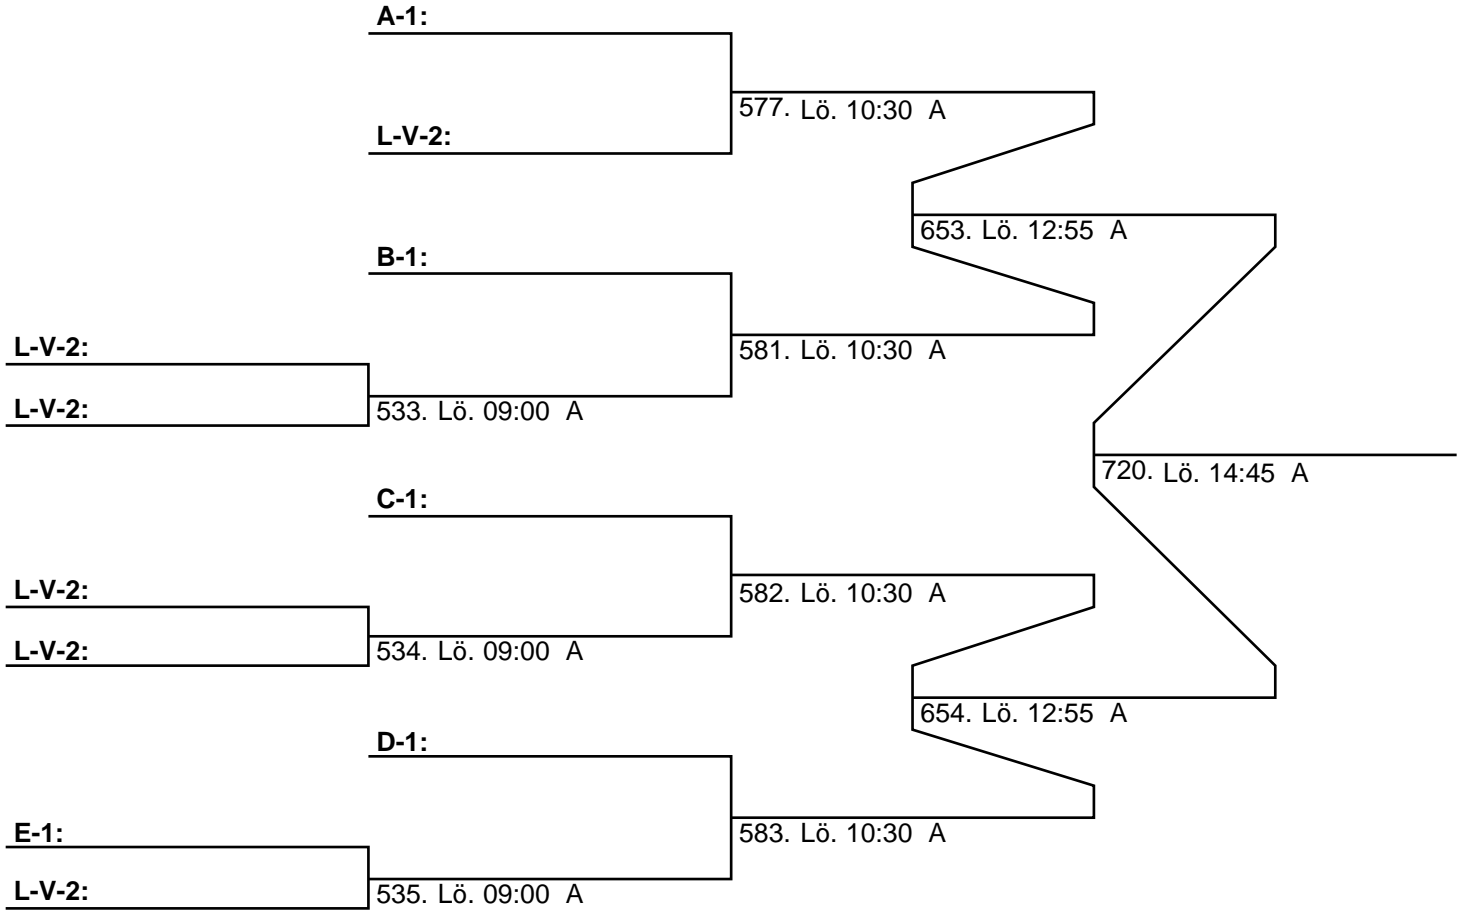 A-1:
577. Lö. 10:30 A
L-V-2:
653. Lö. 12:55 A
B-1:
L-V-2:
581. Lö. 10:30 A
L-V-2:
533. Lö. 09:00 A
720. Lö. 14:45 A
C-1:
L-V-2:
582. Lö. 10:30 A
L-V-2:
534. Lö. 09:00 A
654. Lö. 12:55 A
D-1:
E-1:
583. Lö. 10:30 A
L-V-2:
535. Lö. 09:00 A